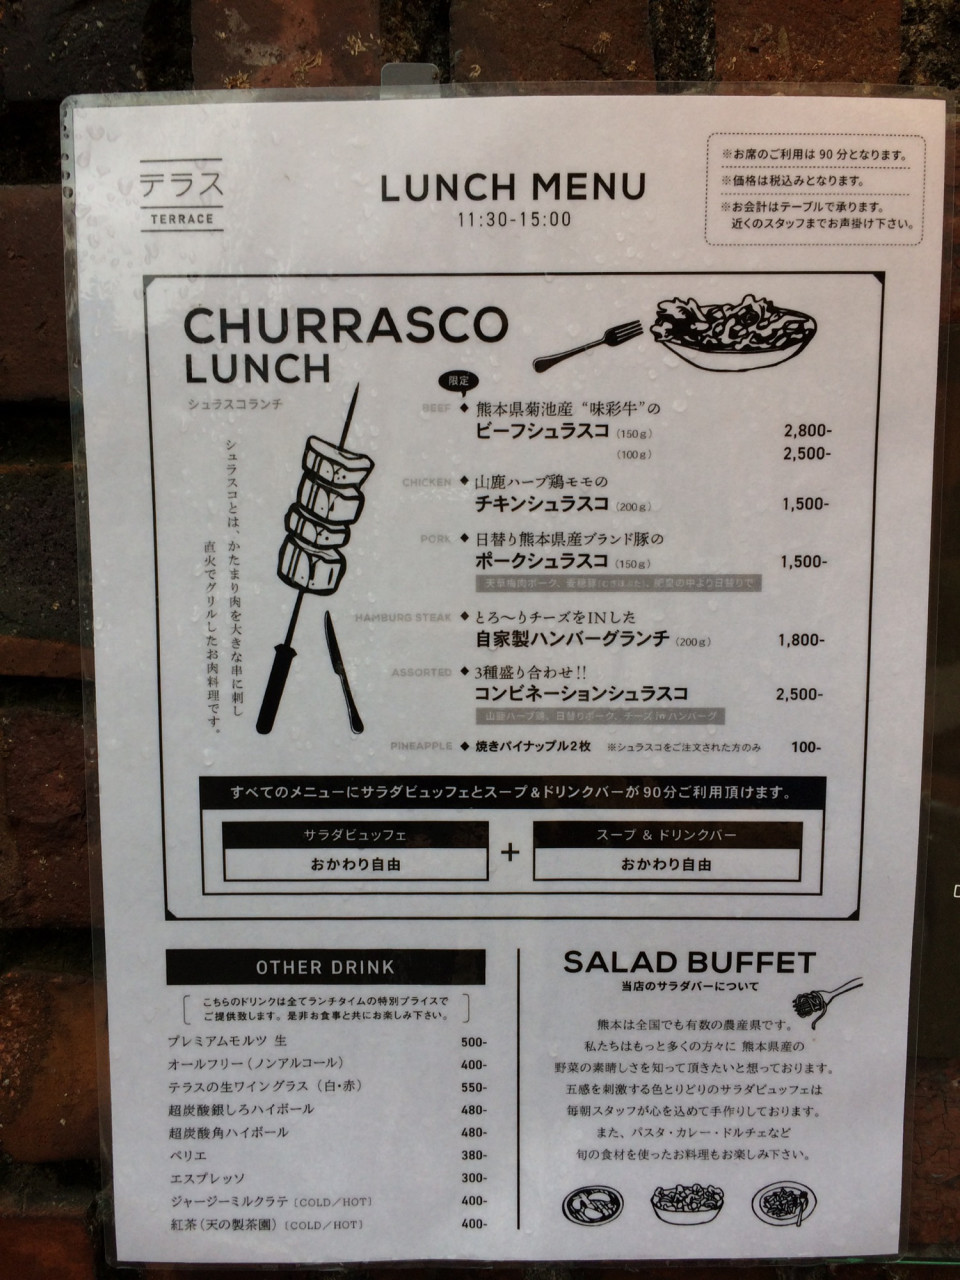 テラス
TERRACE
LUNCH MENU
11:30-15:00
※お席のご利用は 90 分となります。
※価格は税込みとなります。
※お会計はテーブルで承ります。
近くのスタッフまでお声掛け下さい。
CHURRASCO
LUNCH
シュラスコランチ
シュラスコとは、かたまり肉を大きな串に刺し
直火でグリルしたお肉料理です。
限定
BEEF ◆ 熊本県菊池産 “味彩牛”の
ビーフシュラスコ (150g) 2,800-
(100g) 2,500-
CHICKEN ◆ 山鹿ハーブ鶏モモの
チキンシュラスコ (200g) 1,500-
PORK ◆ 日替り熊本県産ブランド豚の
ポークシュラスコ (150g) 1,500-
天草梅肉ポーク、肥皇の中より日替りで
HAMBURG STEAK ◆ とろ〜りチーズをINした
自家製ハンバーグランチ (200g) 1,800-
ASSORTED ◆ 3種盛り合わせ!!
コンビネーションシュラスコ 2,500-
山鹿ハーブ鶏、日替りポーク、チーズ in ハンバーグ
PINEAPPLE ◆ 焼きパイナップル2枚 ※シュラスコをご注文された方のみ 100-
すべてのメニューにサラダビュッフェとスープ&ドリンクバーが90分ご利用頂けます。
サラダビュッフェ
おかわり自由
+
スープ & ドリンクバー
おかわり自由
OTHER DRINK
こちらのドリンクは全てランチタイムの特別プライスで
ご提供致します。是非お食事と共にお楽しみ下さい。
プレミアムモルツ 生 500-
オールフリー(ノンアルコール) 400-
テラスの生ワイングラス(白・赤) 550-
超炭酸銀しろハイボール 480-
超炭酸角ハイボール 480-
ペリエ 380-
エスプレッソ 300-
ジャージーミルクラテ [COLD/HOT] 400-
紅茶(天の製茶園) [COLD/HOT] 400-
SALAD BUFFET
当店のサラダバーについて
熊本は全国でも有数の農産県です。
私たちはもっと多くの方々に 熊本県産の
野菜の素晴しさを知って頂きたいと想っております。
五感を刺激する色とりどりのサラダビュッフェは
毎朝スタッフが心を込めて手作りしております。
また、パスタ・カレー・ドルチェなど
旬の食材を使ったお料理もお楽しみ下さい。